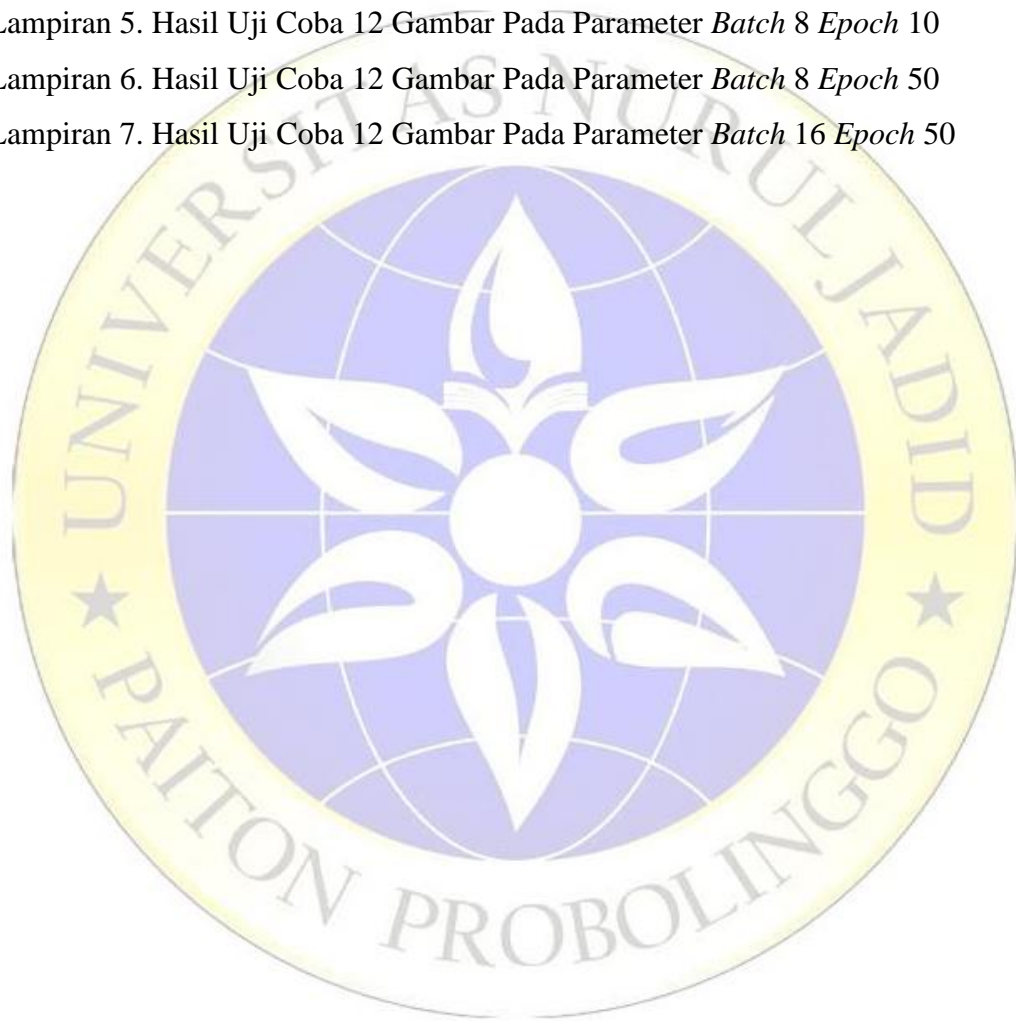 Lampiran 5. Hasil Uji Coba 12 Gambar Pada Parameter Batch 8 Epoch 10
Lampiran 6. Hasil Uji Coba 12 Gambar Pada Parameter Batch 8 Epoch 50
Lampiran 7. Hasil Uji Coba 12 Gambar Pada Parameter Batch 16 Epoch 50
UNIVERSITAS NURUL JADID
★ PAITON PROBOLINGGO ★